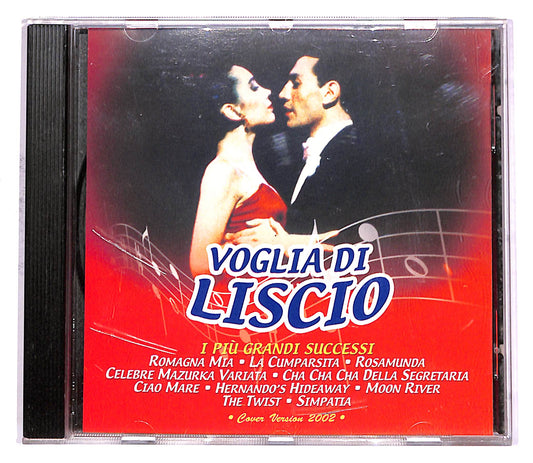 VOGLIA DI
LISCIO
I PIÙ GRANDI SUCCESSI
ROMAGNA MIA • LA CUMPARSITA • ROSAMUNDA
CELEBRE MAZURKA VARIATA • CHA CHA CHA DELLA SEGRETARIA
CIAO MARE • HERNANDO'S HIDEAWAY • MOON RIVER
THE TWIST • SIMPATIA
• Cover Version 2002 •